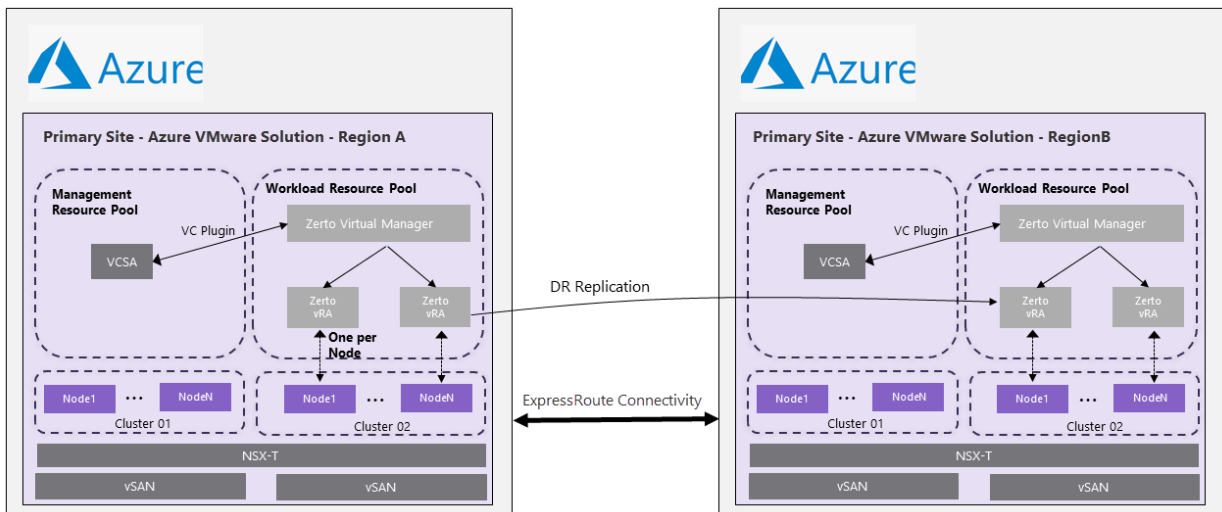 Azure
Primary Site - Azure VMware Solution - Region A
Management
Resource Pool
Workload Resource Pool
VC Plugin
Zerto Virtual Manager
VCSA
Zerto
vRA
Zerto
vRA
One per
Node
Node1
...
NodeN
Cluster 01
Node1
...
NodeN
Cluster 02
NSX-T
vSAN
vSAN
DR Replication
ExpressRoute Connectivity
Azure
Primary Site - Azure VMware Solution - RegionB
Management
Resource Pool
Workload Resource Pool
VC Plugin
Zerto Virtual Manager
VCSA
Zerto
vRA
Zerto
vRA
Node1
...
NodeN
Cluster 01
Node1
...
NodeN
Cluster 02
NSX-T
vSAN
vSAN